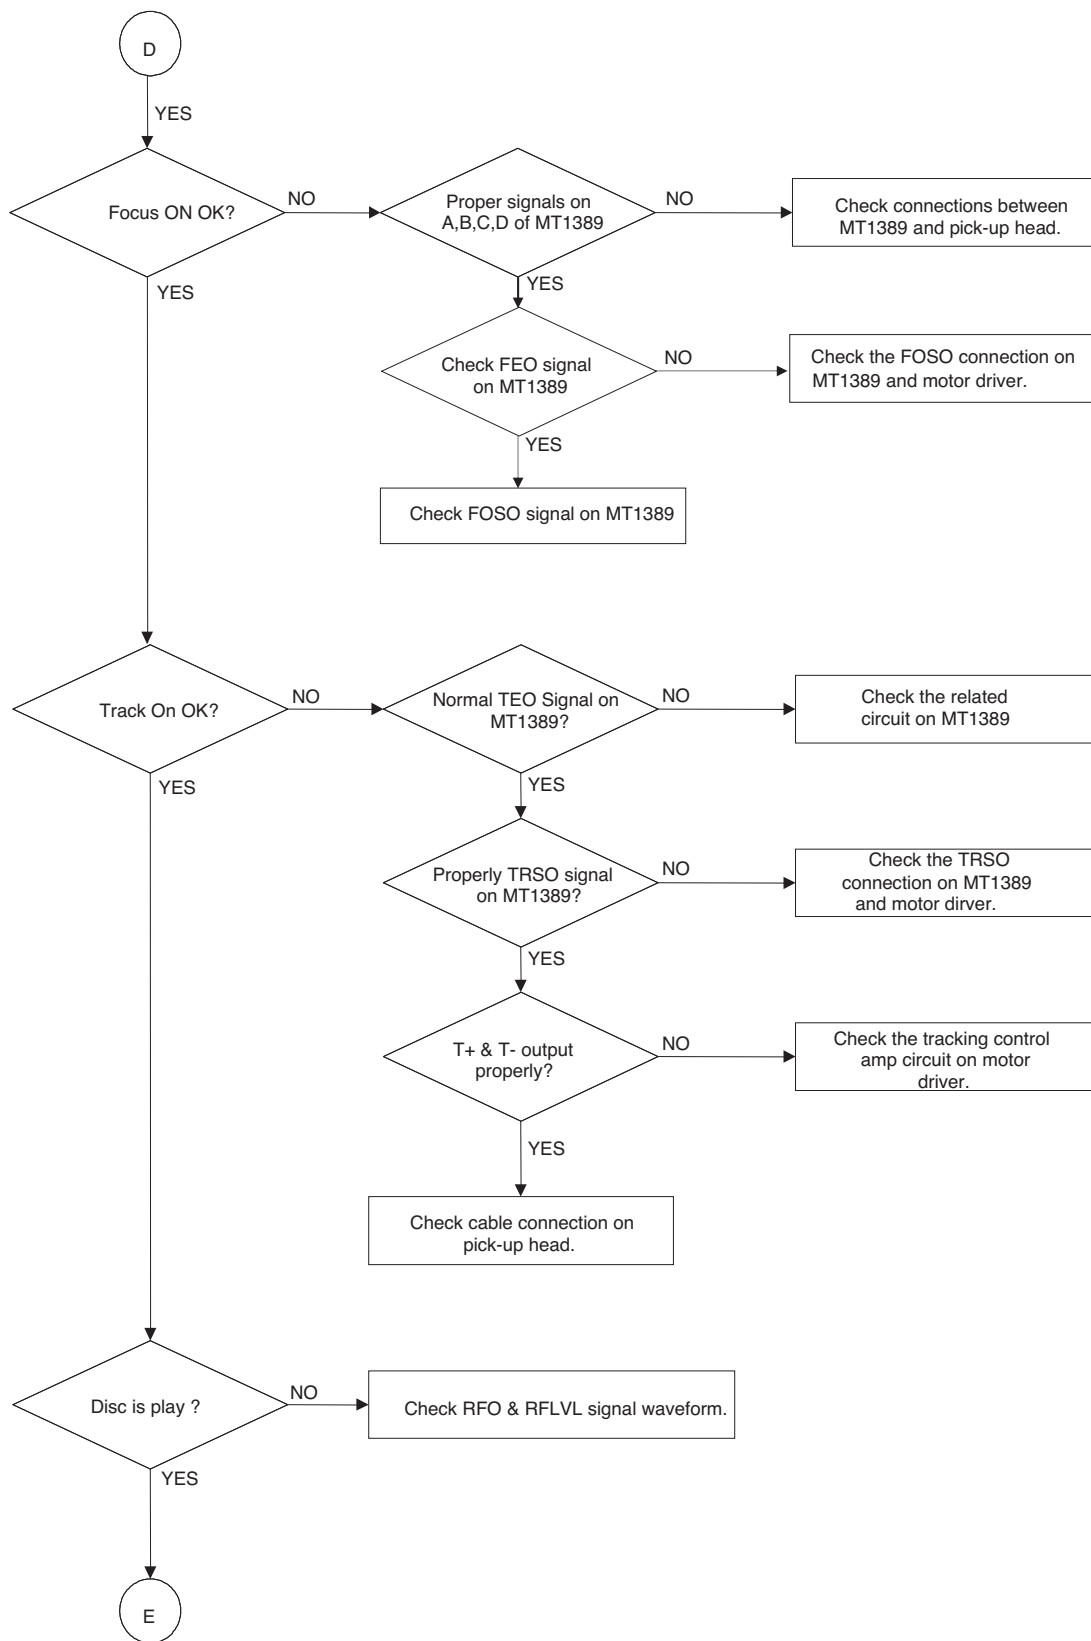 D
YES
Focus ON OK?
NO
Proper signals on
A,B,C,D of MT1389
NO
Check connections between
MT1389 and pick-up head.
YES
YES
Check FEO signal
on MT1389
NO
Check the FOSO connection on
MT1389 and motor driver.
YES
Check FOSO signal on MT1389
Track On OK?
NO
Normal TEO Signal on
MT1389?
NO
Check the related
circuit on MT1389
YES
YES
Properly TRSO signal
on MT1389?
NO
Check the TRSO
connection on MT1389
and motor dirver.
YES
T+ & T- output
properly?
NO
Check the tracking control
amp circuit on motor
driver.
YES
Check cable connection on
pick-up head.
Disc is play ?
NO
Check RFO & RFLVL signal waveform.
YES
E